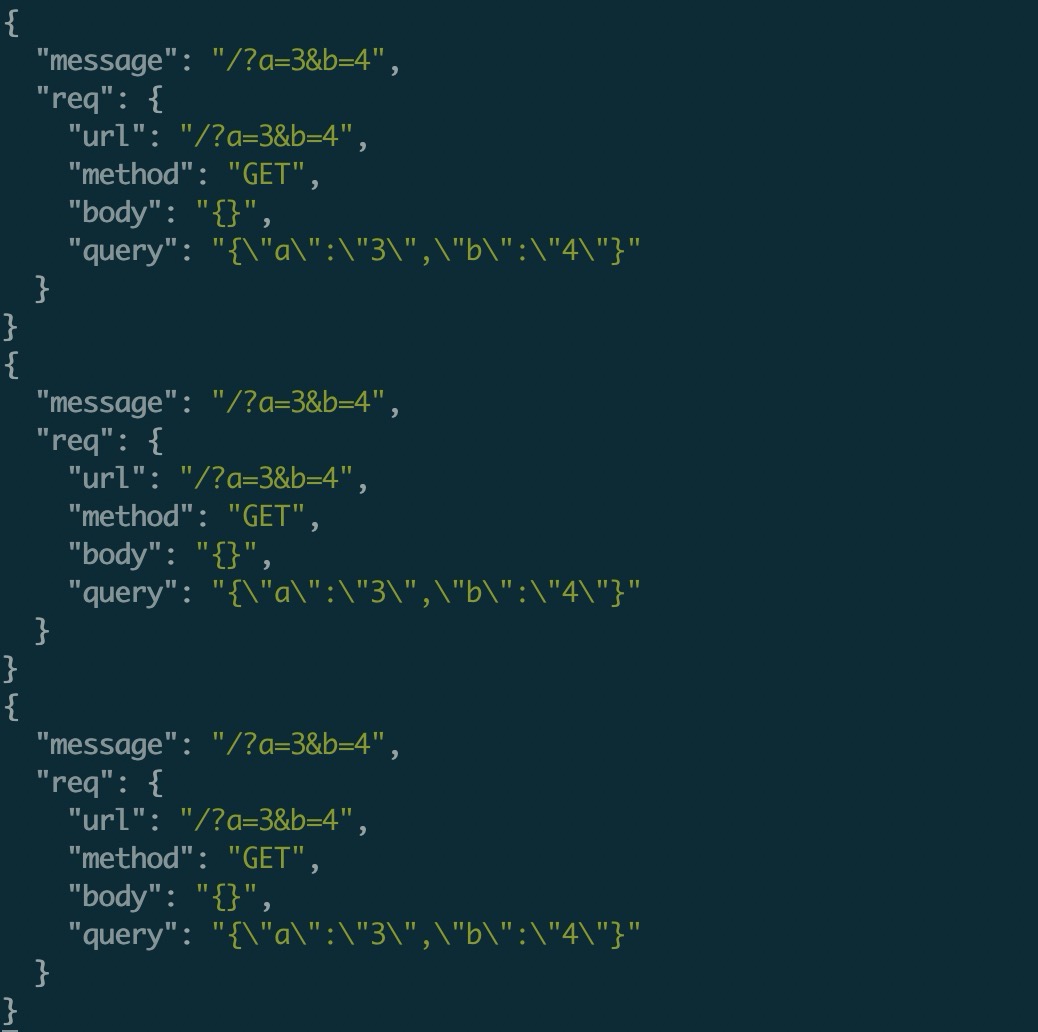 {
  "message": "/?a=3&b=4",
  "req": {
    "url": "/?a=3&b=4",
    "method": "GET",
    "body": "{}",
    "query": "{\"a\":\"3\",\"b\":\"4\"}"
  }
}
{
  "message": "/?a=3&b=4",
  "req": {
    "url": "/?a=3&b=4",
    "method": "GET",
    "body": "{}",
    "query": "{\"a\":\"3\",\"b\":\"4\"}"
  }
}
{
  "message": "/?a=3&b=4",
  "req": {
    "url": "/?a=3&b=4",
    "method": "GET",
    "body": "{}",
    "query": "{\"a\":\"3\",\"b\":\"4\"}"
  }
}